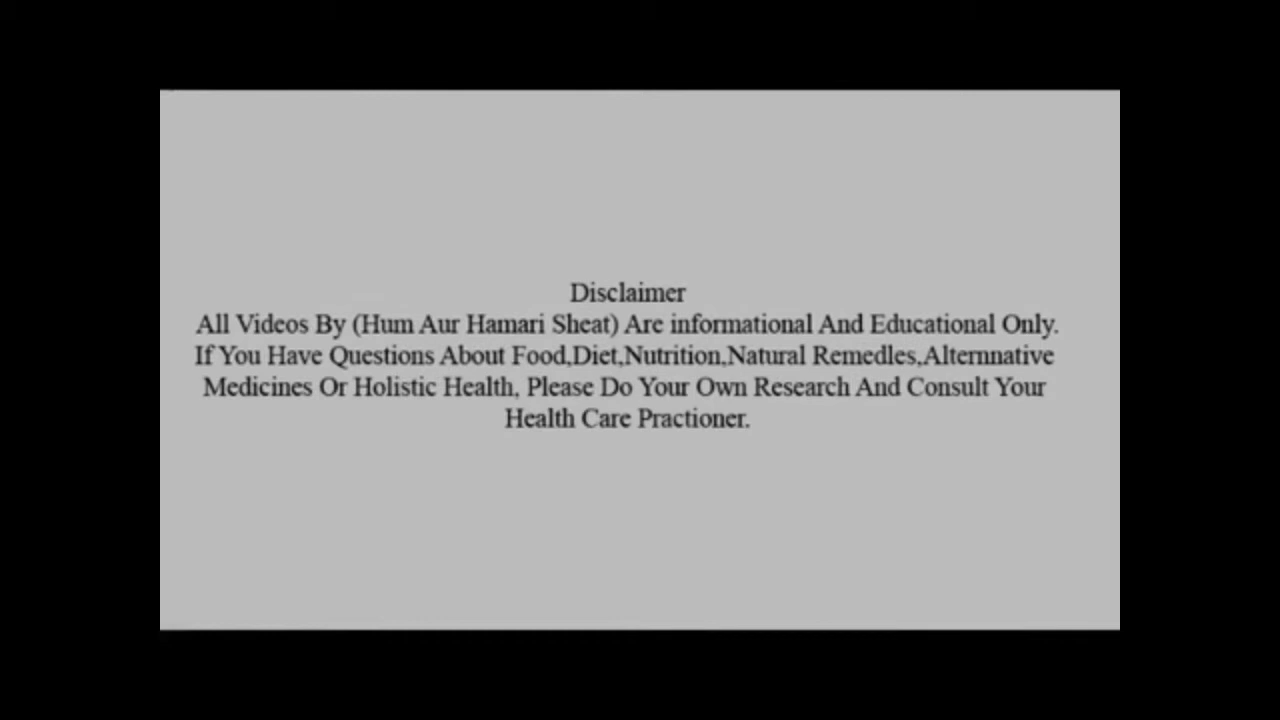 Disclaimer
All Videos By (Hum Aur Hamari Sheat) Are informational And Educational Only.
If You Have Questions About Food,Diet,Nutrition,Natural Remedles,Alternnative
Medicines Or Holistic Health, Please Do Your Own Research And Consult Your
Health Care Practioner.